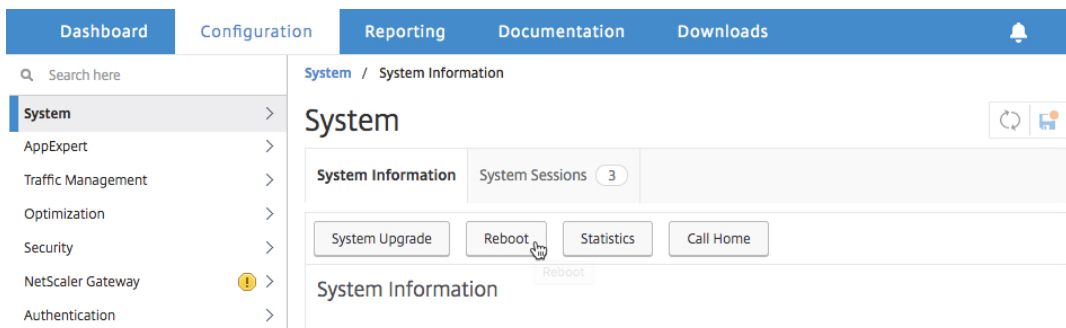 Dashboard Configuration Reporting Documentation Downloads
Search here
System / System Information
System
System
AppExpert
Traffic Management
System Information System Sessions 3
Optimization
Security
System Upgrade Reboot Statistics Call Home
Reboot
NetScaler Gateway
System Information
Authentication